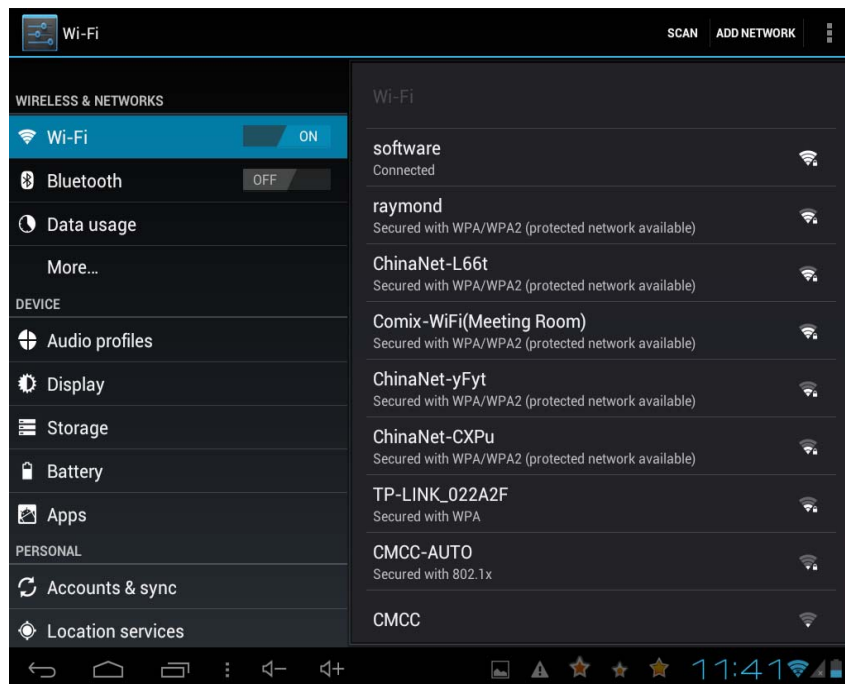 Wi-Fi
SCAN
ADD NETWORK
WIRELESS & NETWORKS
Wi-Fi
ON
Bluetooth
OFF
Data usage
More...
DEVICE
Audio profiles
Display
Storage
Battery
Apps
PERSONAL
Accounts & sync
Location services
Wi-Fi
software
Connected
raymond
Secured with WPA/WPA2 (protected network available)
ChinaNet-L66t
Secured with WPA/WPA2 (protected network available)
Comix-WiFi(Meeting Room)
Secured with WPA/WPA2 (protected network available)
ChinaNet-yFyt
Secured with WPA/WPA2 (protected network available)
ChinaNet-CXPu
Secured with WPA/WPA2 (protected network available)
TP-LINK_022A2F
Secured with WPA
CMCC-AUTO
Secured with 802.1x
CMCC
11:41